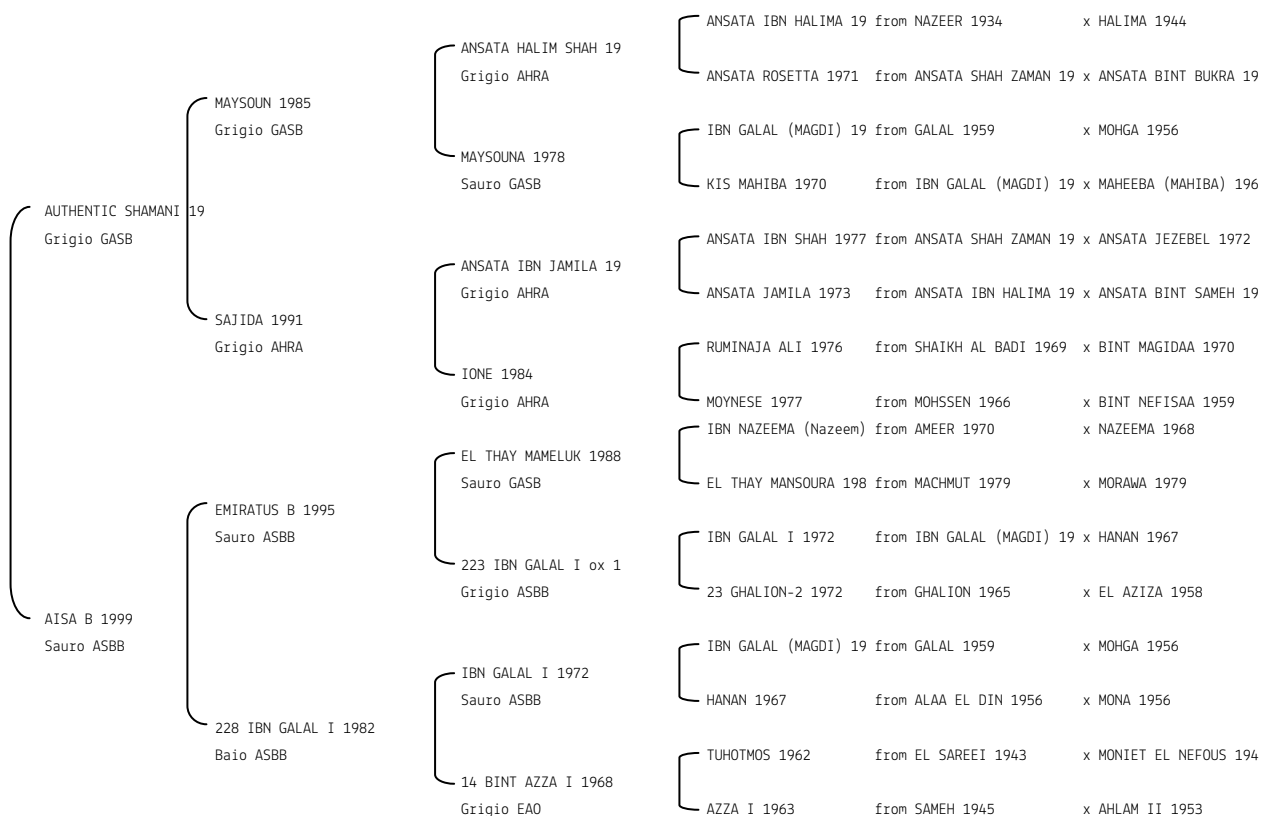 ANSATA IBN HALIMA 19 from NAZEER 1934 x HALIMA 1944
ANSATA HALIM SHAH 19
Grigio AHRA
ANSATA ROSETTA 1971 from ANSATA SHAH ZAMAN 19 x ANSATA BINT BUKRA 19
MAYSOUN 1985
Grigio GASB
IBN GALAL (MAGDI) 19 from GALAL 1959 x MOHGA 1956
MAYSOUNA 1978
Sauro GASB
KIS MAHIBA 1970 from IBN GALAL (MAGDI) 19 x MAHEEBA (MAHIBA) 196
AUTHENTIC SHAMANI 19
Grigio GASB
ANSATA IBN SHAH 1977 from ANSATA SHAH ZAMAN 19 x ANSATA JEZEBEL 1972
ANSATA IBN JAMILA 19
Grigio AHRA
ANSATA JAMILA 1973 from ANSATA IBN HALIMA 19 x ANSATA BINT SAMEH 19
SAJIDA 1991
Grigio AHRA
RUMINAJA ALI 1976 from SHAIKH AL BADI 1969 x BINT MAGIDAA 1970
IONE 1984
Grigio AHRA
MOYNESE 1977 from MOHSSEN 1966 x BINT NEFISAA 1959
IBN NAZEEMA (Nazeem) from AMEER 1970 x NAZEEMA 1968
EL THAY MAMELUK 1988
Sauro GASB
EL THAY MANSOURA 198 from MACHMUT 1979 x MORAWA 1979
EMIRATUS B 1995
Sauro ASBB
IBN GALAL I 1972 from IBN GALAL (MAGDI) 19 x HANAN 1967
223 IBN GALAL I ox 1
Grigio ASBB
23 GHALION-2 1972 from GHALION 1965 x EL AZIZA 1958
AISA B 1999
Sauro ASBB
IBN GALAL (MAGDI) 19 from GALAL 1959 x MOHGA 1956
IBN GALAL I 1972
Sauro ASBB
HANAN 1967 from ALAA EL DIN 1956 x MONA 1956
228 IBN GALAL I 1982
Baio ASBB
TUHOTMOS 1962 from EL SAREEI 1943 x MONIET EL NEFOUS 194
14 BINT AZZA I 1968
Grigio EAO
AZZA I 1963 from SAMEH 1945 x AHLAM II 1953